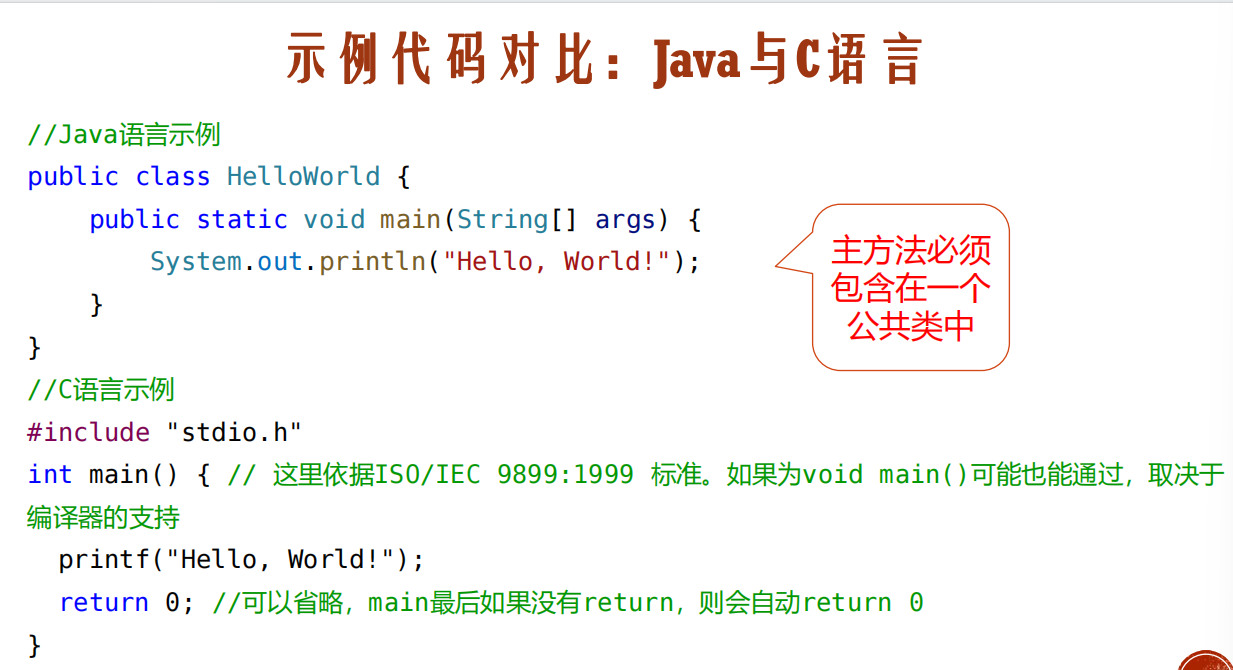 示例代码对比：Java与C语言
//Java语言示例
public class HelloWorld {
    public static void main(String[] args) {
        System.out.println("Hello, World!");
    }
}
主方法必须
包含在一个
公共类中
//C语言示例
#include "stdio.h"
int main() { // 这里依据ISO/IEC 9899:1999 标准。如果为void main()可能也能通过，取决于
编译器的支持
  printf("Hello, World!");
  return 0; //可以省略，main最后如果没有return，则会自动return 0
}